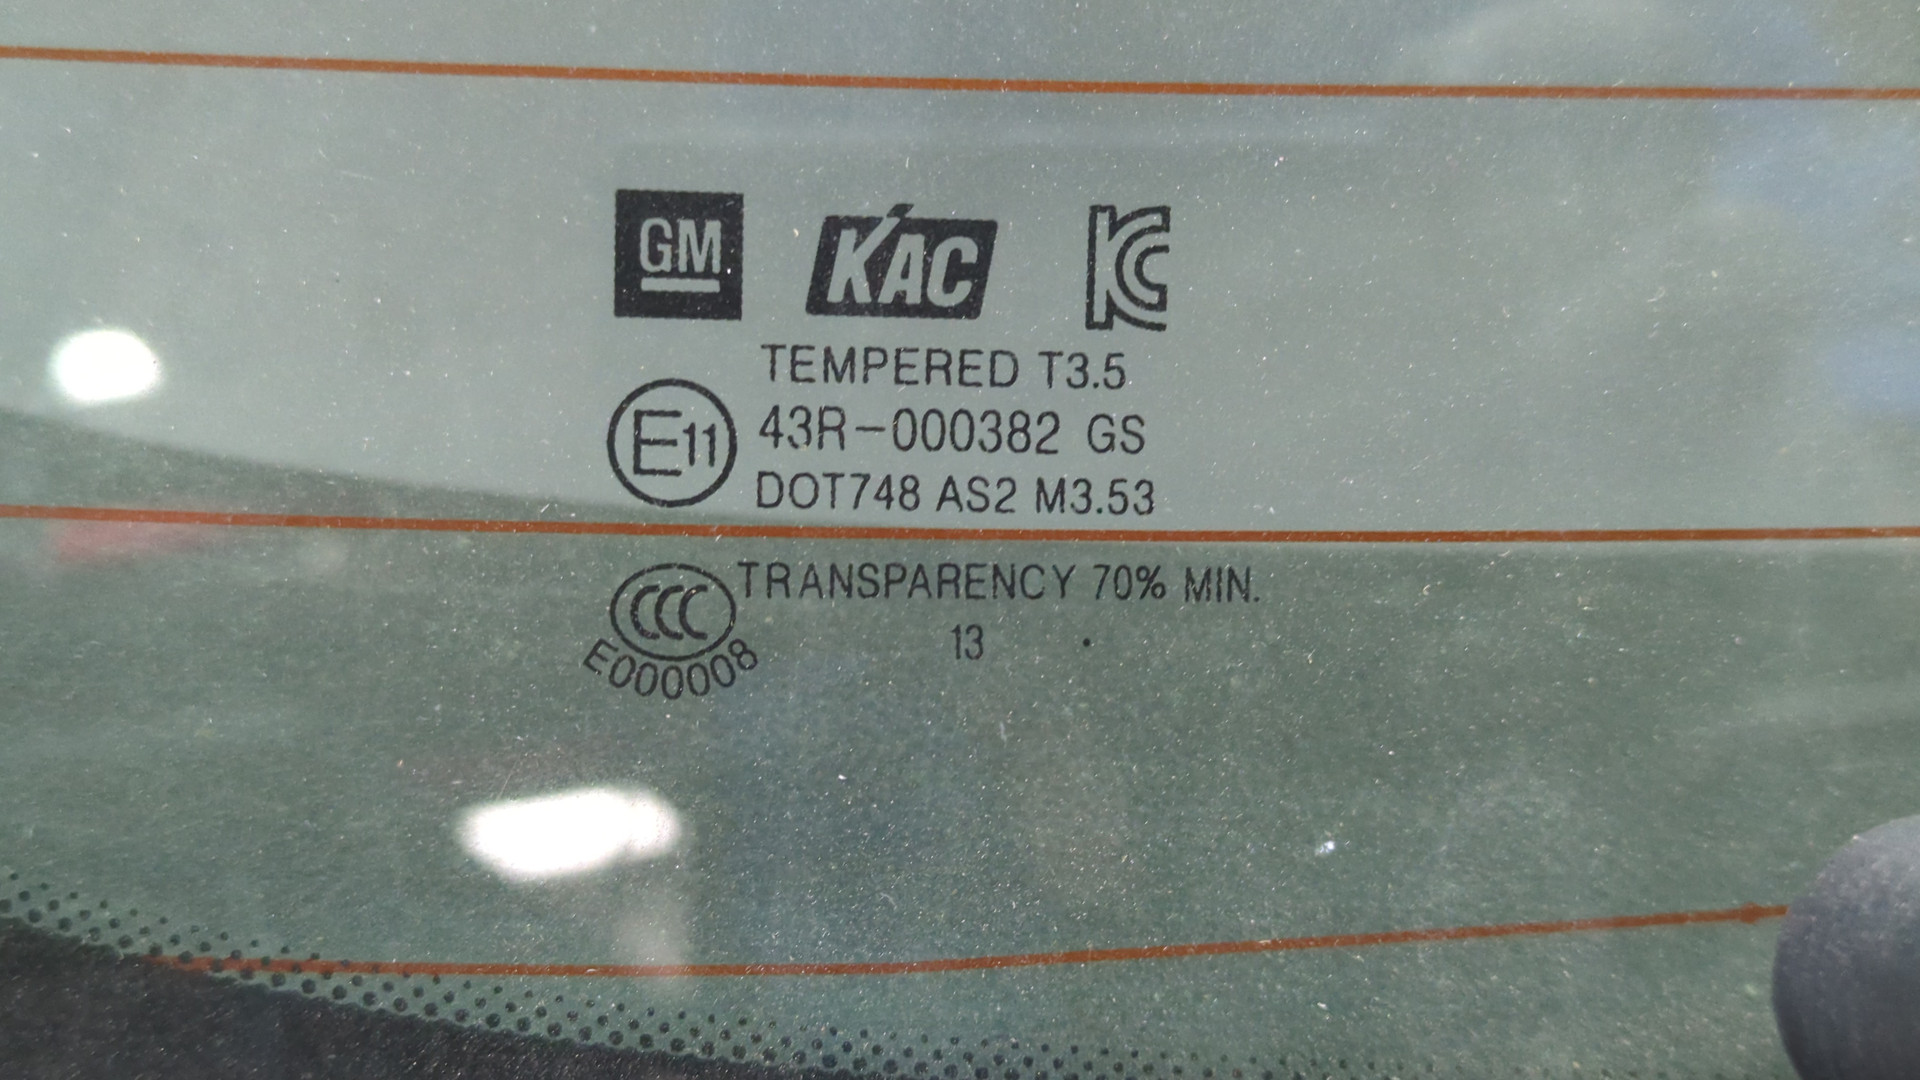 GM KAC KC
TEMPERED T3.5
E11 43R-000382 GS
DOT748 AS2 M3.53
CCC TRANSPARENCY 70% MIN.
E000008
13 .